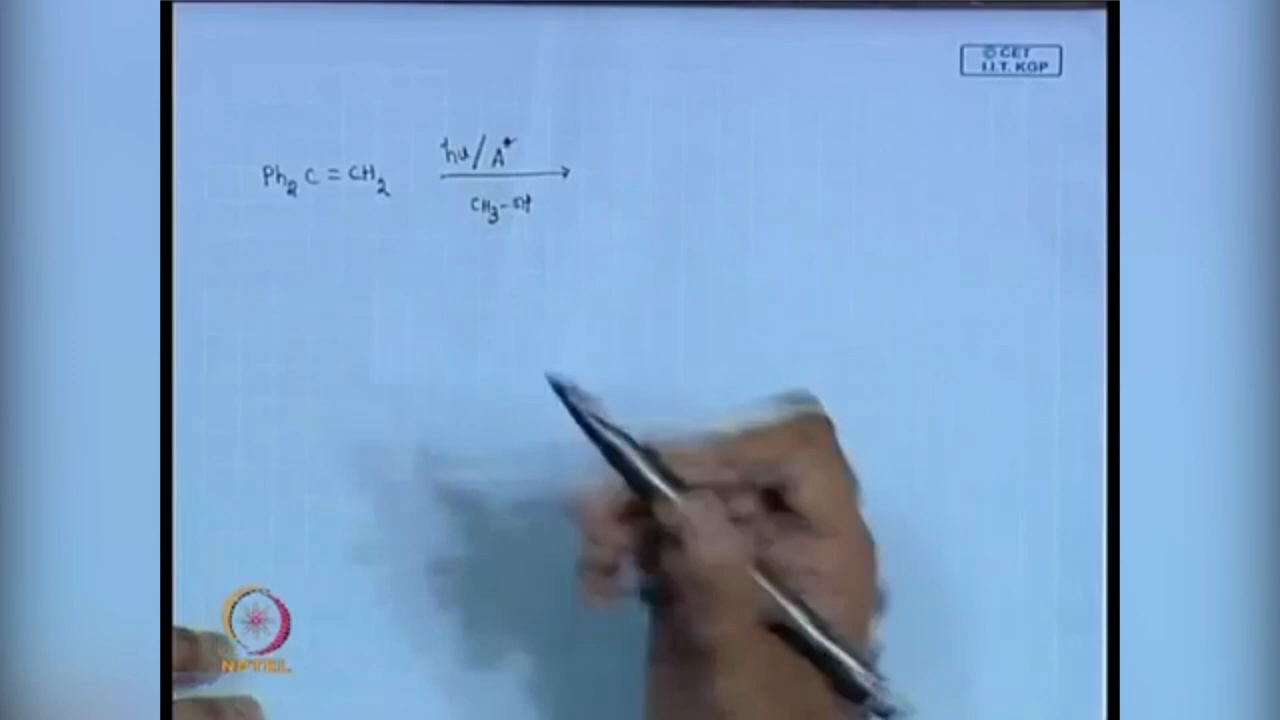 © CET
I.I.T. KGP
hν/A*
Ph₂C=CH₂
CH₃-OH
NPTEL